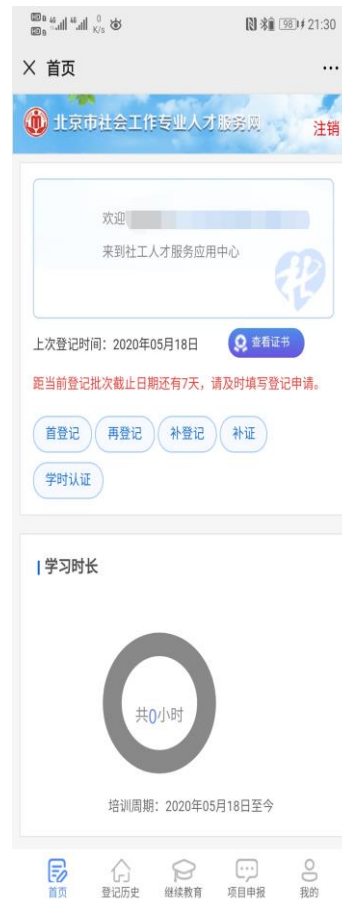 HD 46 46 0 K/s 98 21:30
首页 ...
北京市社会工作专业人才服务网 注销
欢迎
来到社工人才服务应用中心
上次登记时间：2020年05月18日 查看证书
距当前登记批次截止日期还有7天，请及时填写登记申请。
首登记 再登记 补登记 补证
学时认证
学习时长
共0小时
培训周期：2020年05月18日至今
首页 登记历史 继续教育 项目申报 我的